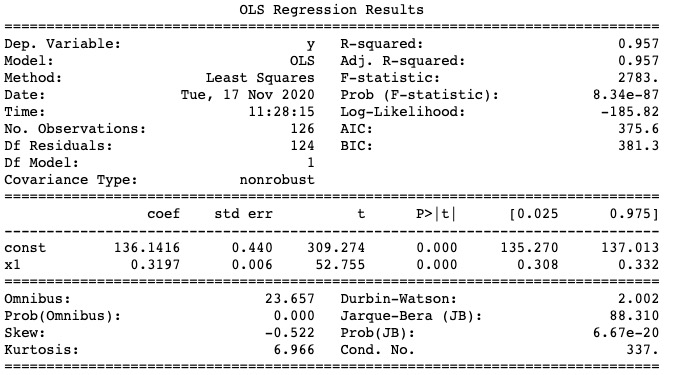 OLS Regression Results
==============================================================================
Dep. Variable: y R-squared: 0.957
Model: OLS Adj. R-squared: 0.957
Method: Least Squares F-statistic: 2783.
Date: Tue, 17 Nov 2020 Prob (F-statistic): 8.34e-87
Time: 11:28:15 Log-Likelihood: -185.82
No. Observations: 126 AIC: 375.6
Df Residuals: 124 BIC: 381.3
Df Model: 1
Covariance Type: nonrobust
==============================================================================
coef std err t P>|t| [0.025 0.975]
------------------------------------------------------------------------------
const 136.1416 0.440 309.274 0.000 135.270 137.013
x1 0.3197 0.006 52.755 0.000 0.308 0.332
==============================================================================
Omnibus: 23.657 Durbin-Watson: 2.002
Prob(Omnibus): 0.000 Jarque-Bera (JB): 88.310
Skew: -0.522 Prob(JB): 6.67e-20
Kurtosis: 6.966 Cond. No. 337.
==============================================================================